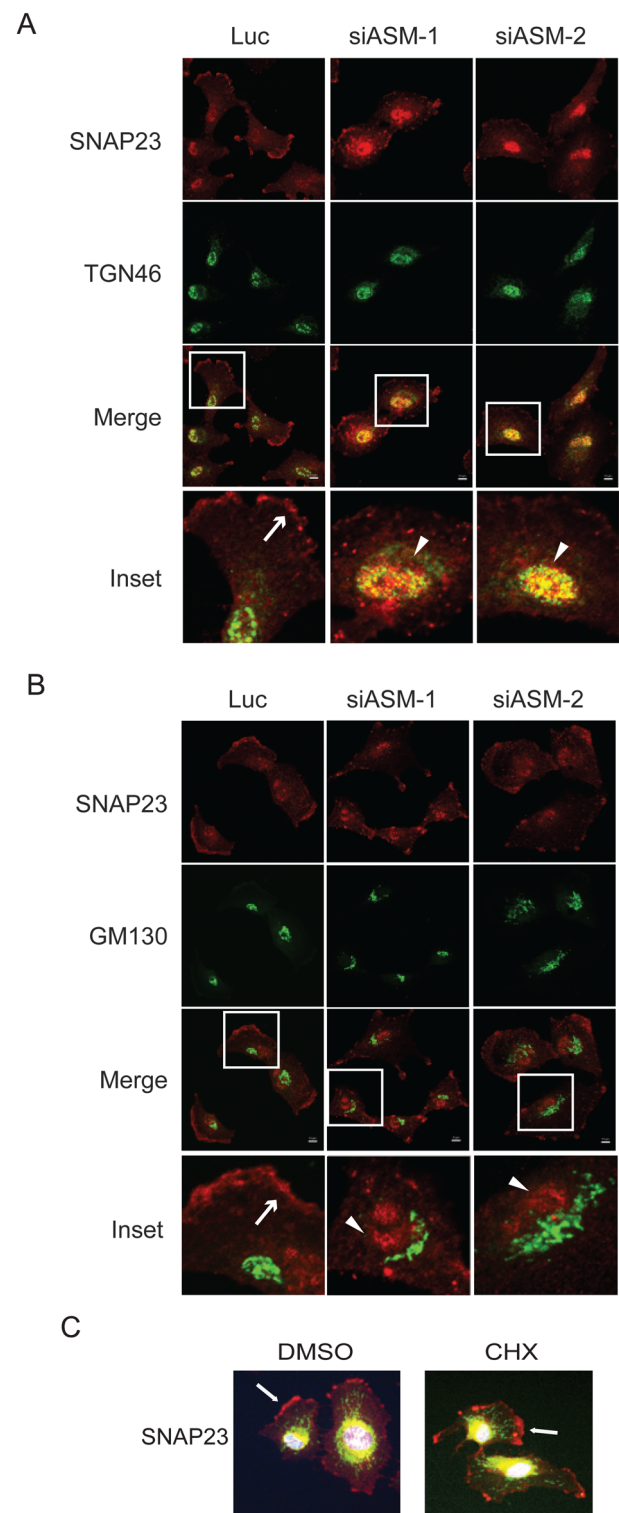 A
Luc siASM-1 siASM-2
SNAP23
TGN46
Merge
Inset
B
Luc siASM-1 siASM-2
SNAP23
GM130
Merge
Inset
C
DMSO CHX
SNAP23